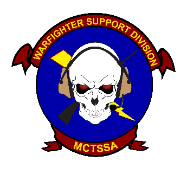 WARFIGHTER SUPPORT DIVISION
MCTSSA